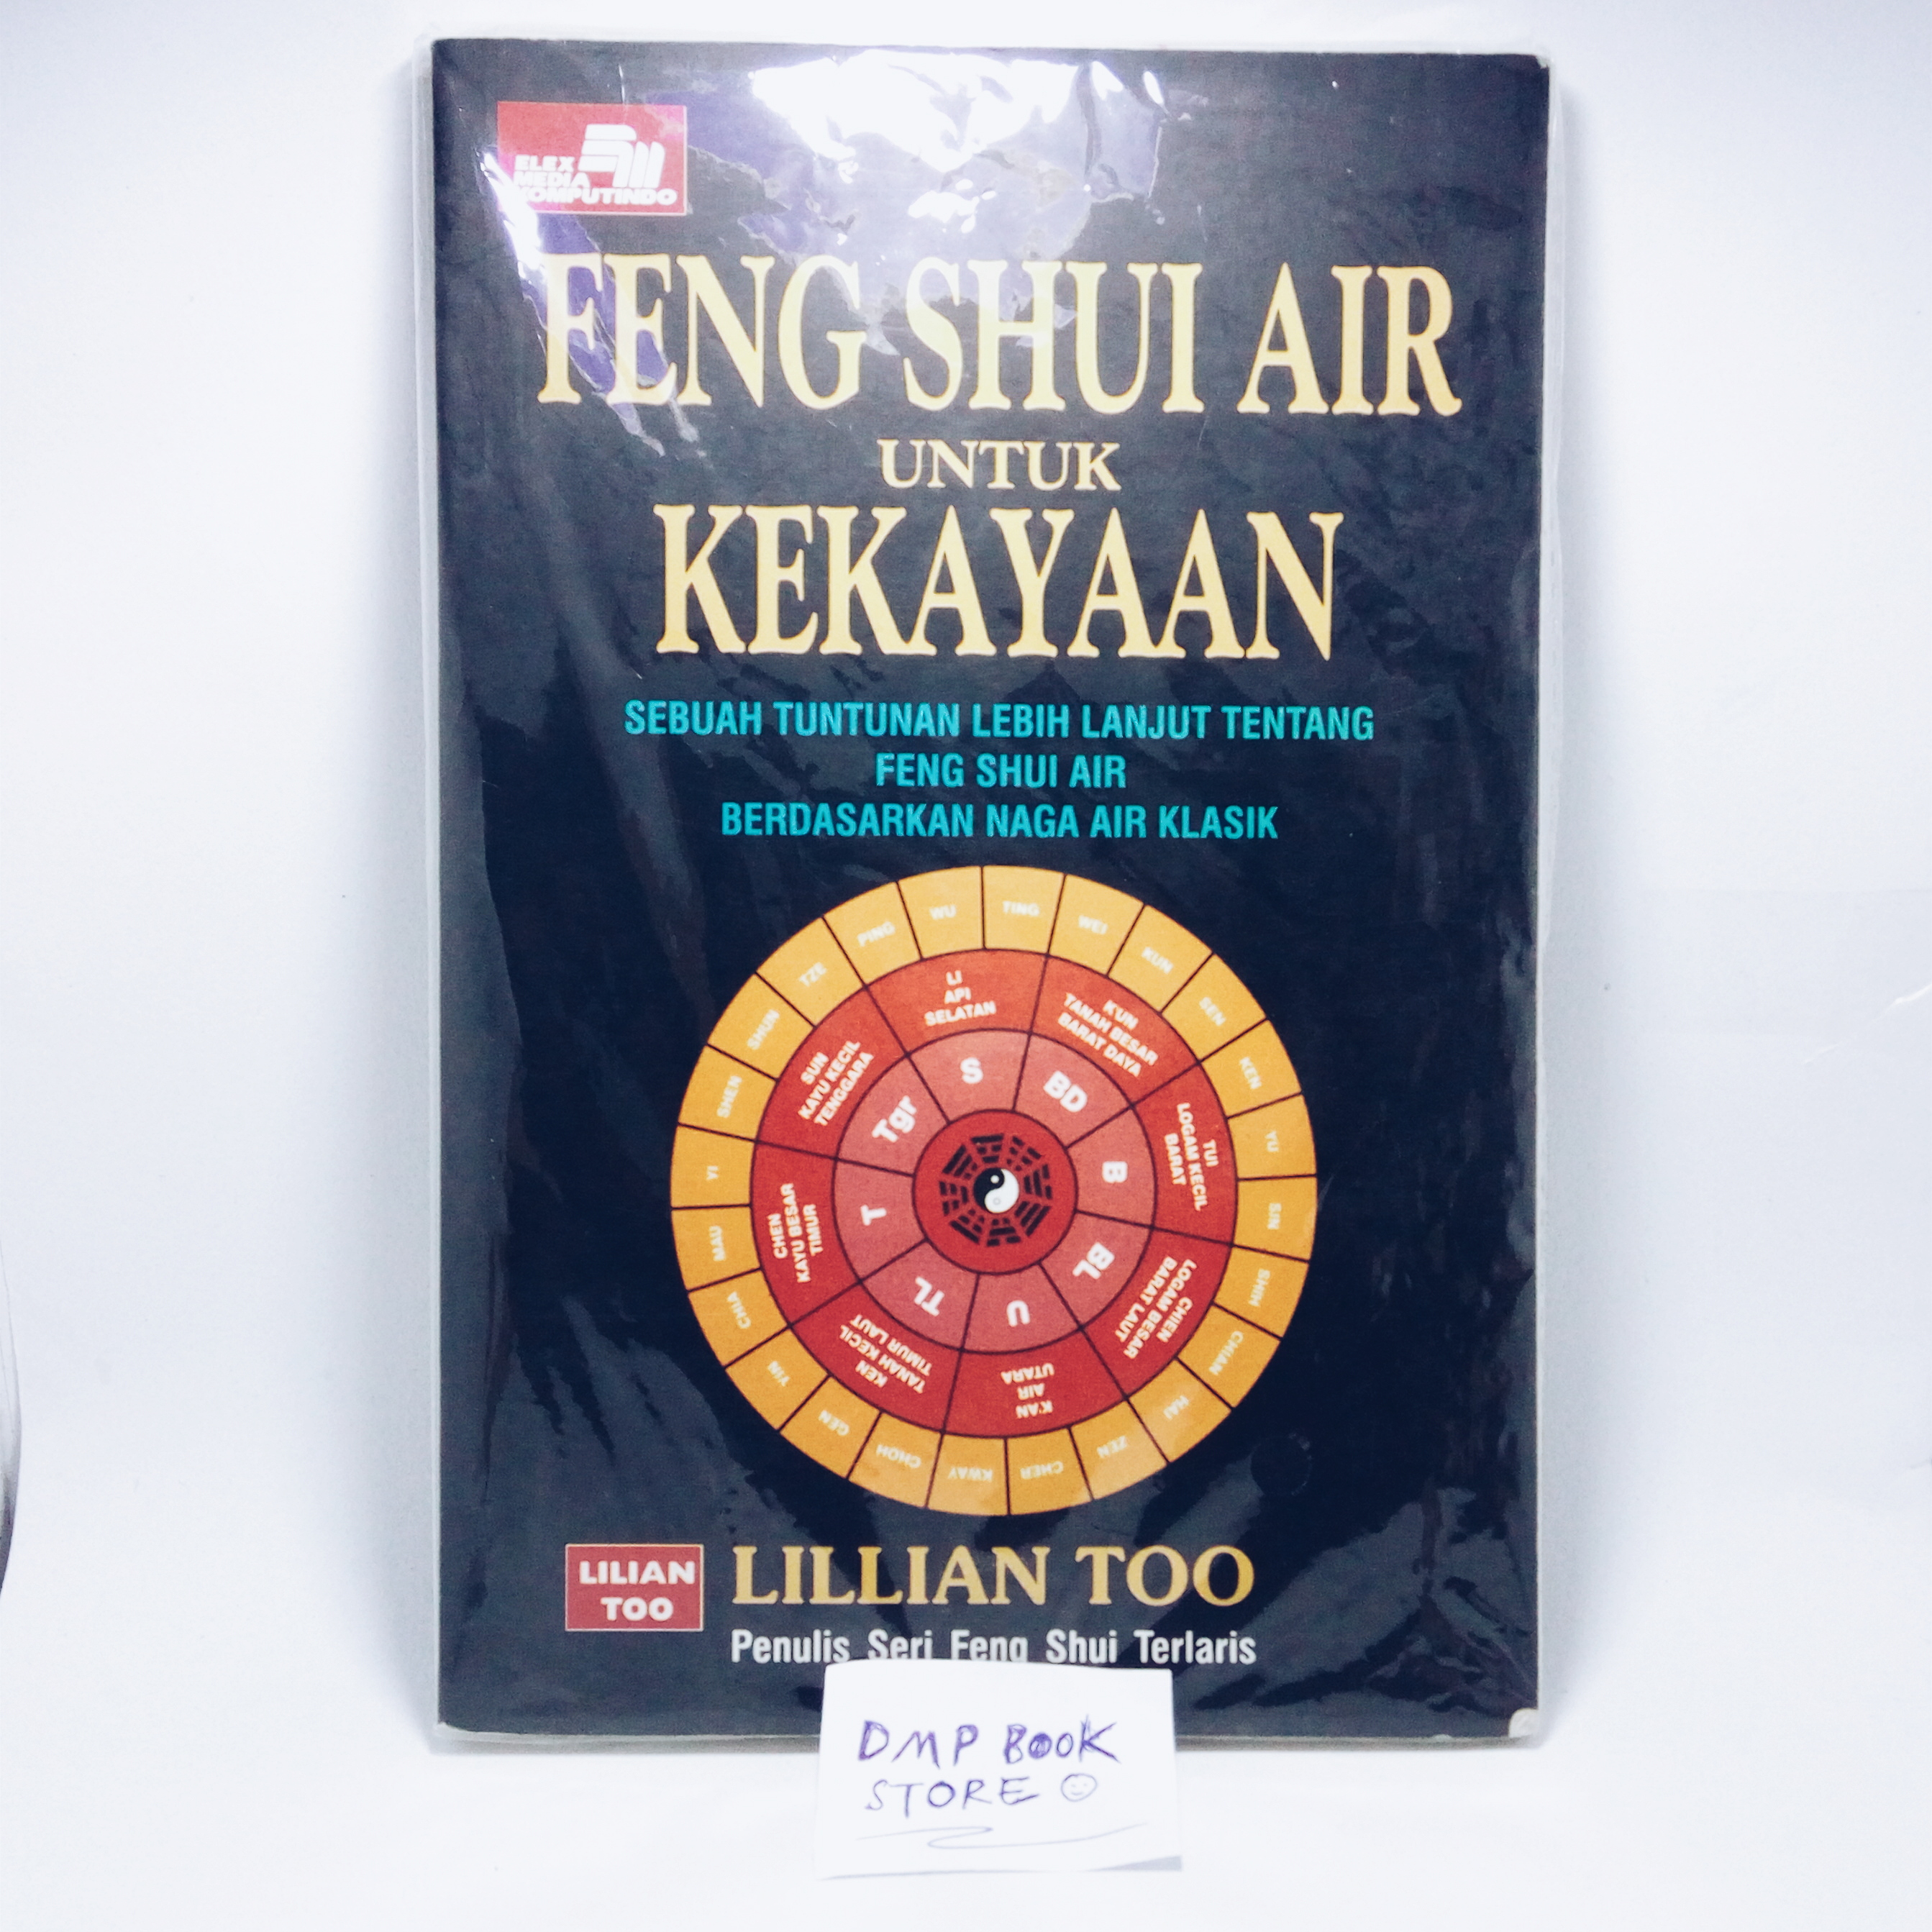 ELEX
MEDIA
KOMPUTINDO
FENG SHUI AIR
UNTUK
KEKAYAAN
SEBUAH TUNTUNAN LEBIH LANJUT TENTANG
FENG SHUI AIR
BERDASARKAN NAGA AIR KLASIK
WU
TING
WEI
KUN
SEN
KEN
YU
SIN
SHIH
CHIAN
HAI
ZEN
CHER
KWAY
CHOH
GEN
YIN
CHIA
MAU
YI
SHEN
SHUN
TZE
PING
LI
API
SELATAN
K'UN
TANAH BESAR
BARAT DAYA
TUI
LOGAM KECIL
BARAT
CHIEN
LOGAM BESAR
BARAT LAUT
K'AN
AIR
UTARA
KEN
TANAH KECIL
TIMUR LAUT
CHEN
KAYU BESAR
TIMUR
SUN
KAYU KECIL
TENGGARA
S
BD
B
BL
U
TL
T
Tgr
LILIAN
TOO
LILLIAN TOO
Penulis Seri Feng Shui Terlaris
DMP BOOK
STORE